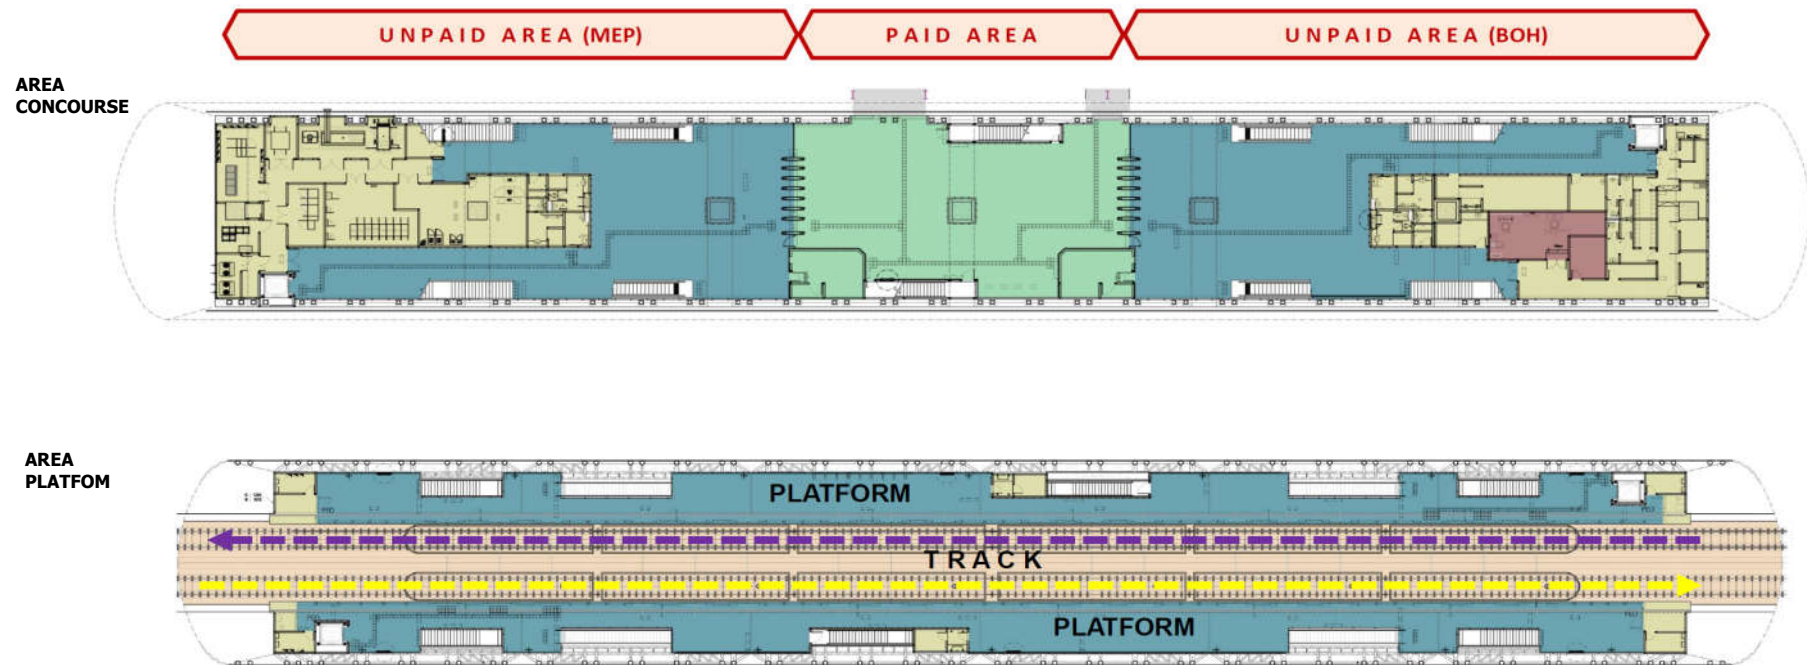 UNPAID AREA (MEP)
PAID AREA
UNPAID AREA (BOH)
AREA
CONCOURSE
AREA
PLATFOM
PLATFORM
TRACK
PLATFORM